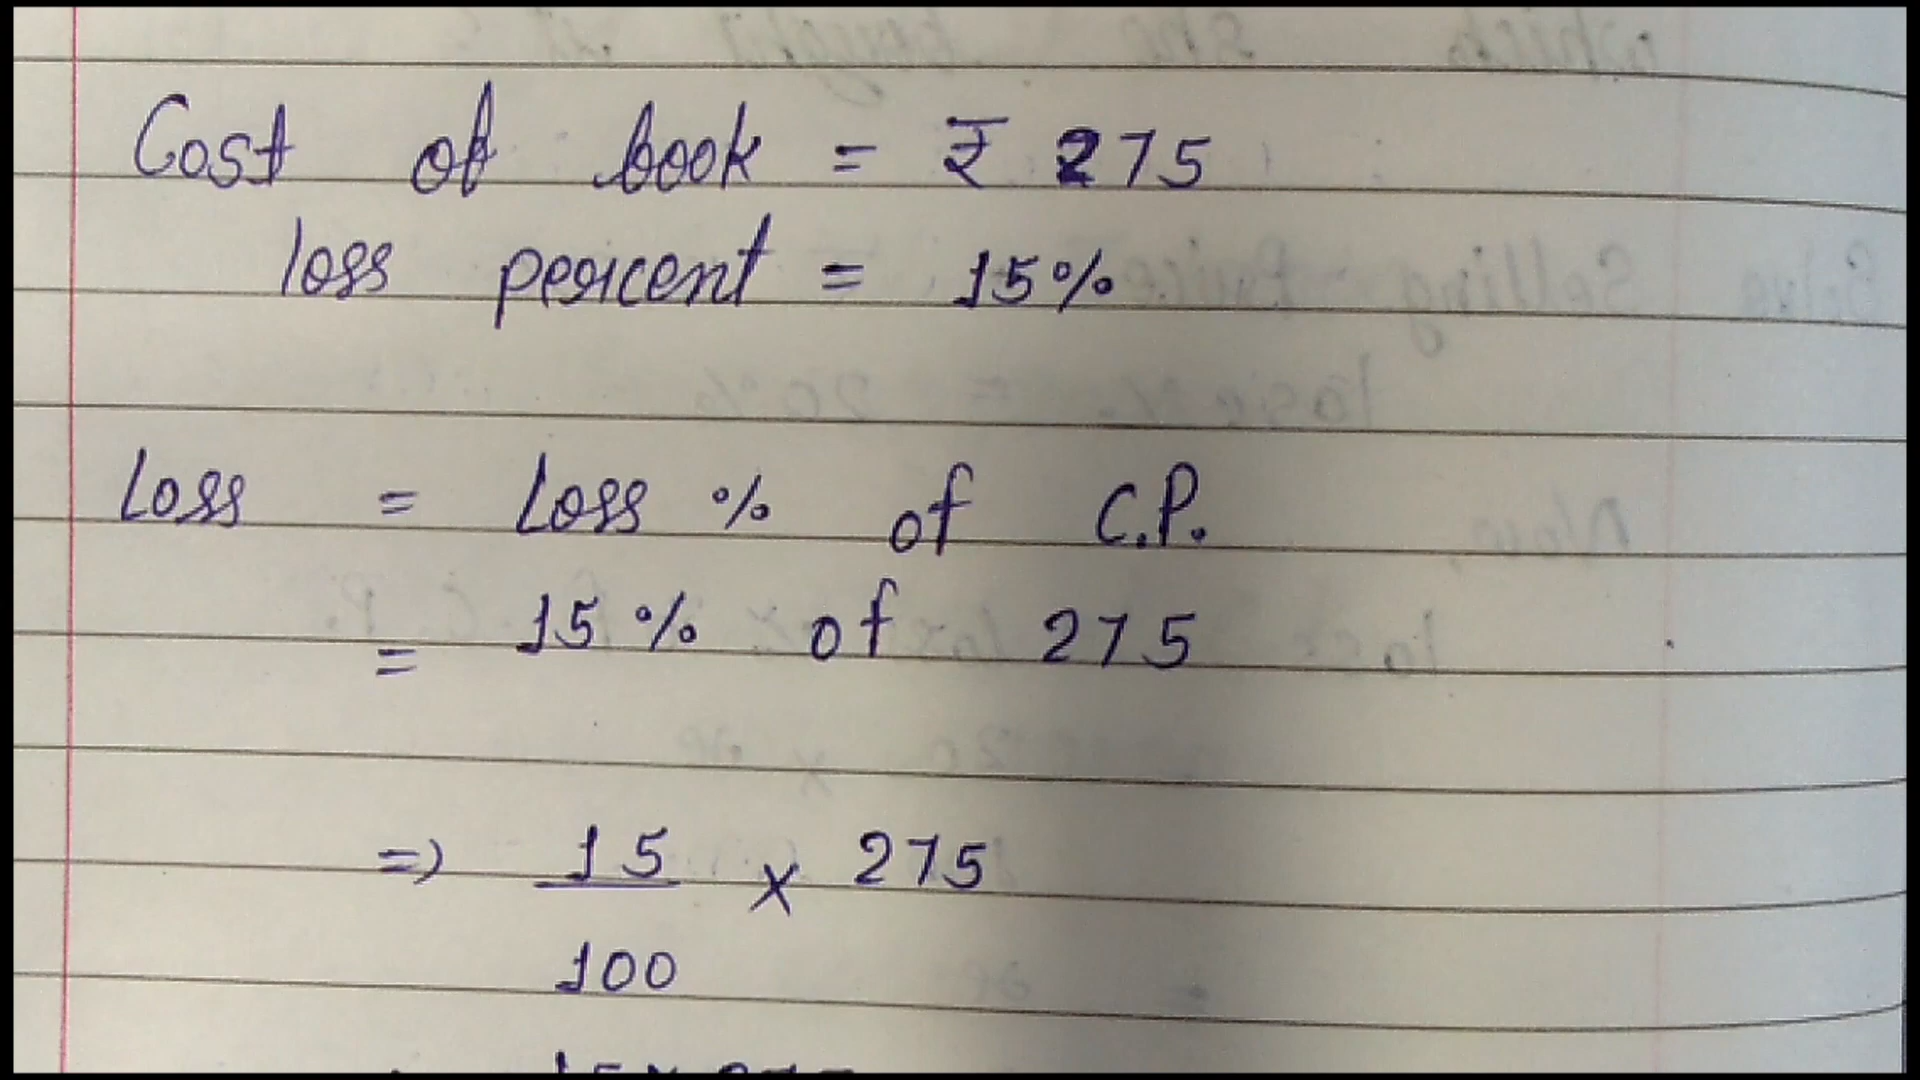 Cost of book = ₹ 275
loss percent = 15%
Loss = Loss % of C.P.
= 15% of 275
=> 15 × 275
100